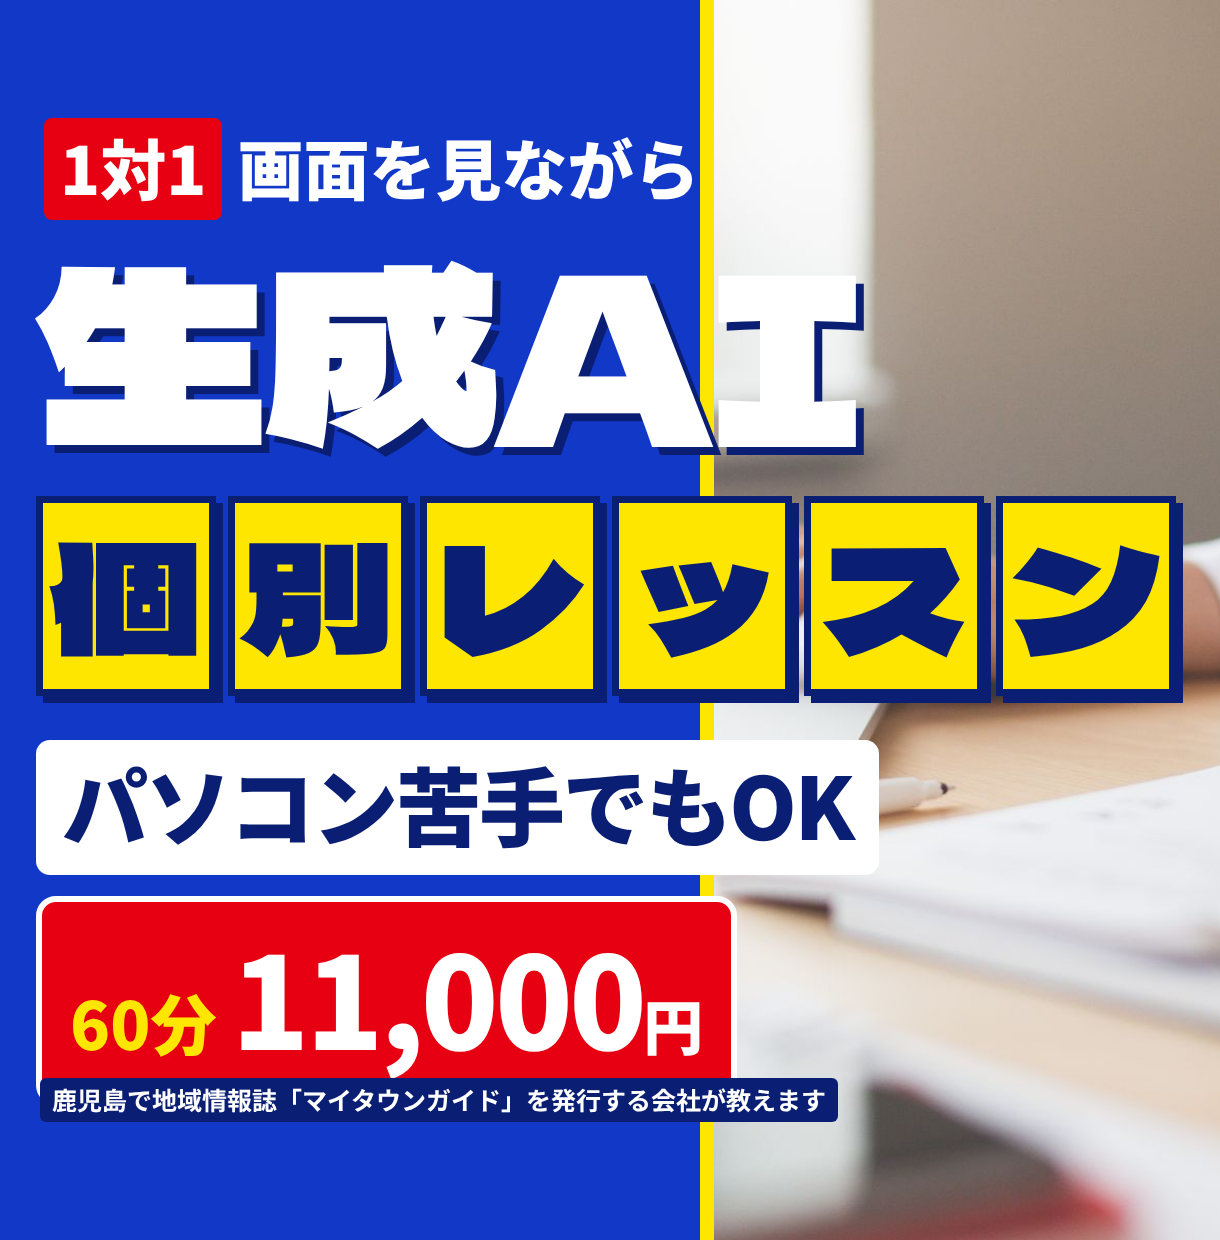 1対1 画面を見ながら
生成AI
個別レッスン
パソコン苦手でもOK
60分 11,000円
鹿児島で地域情報誌「マイタウンガイド」を発行する会社が教えます